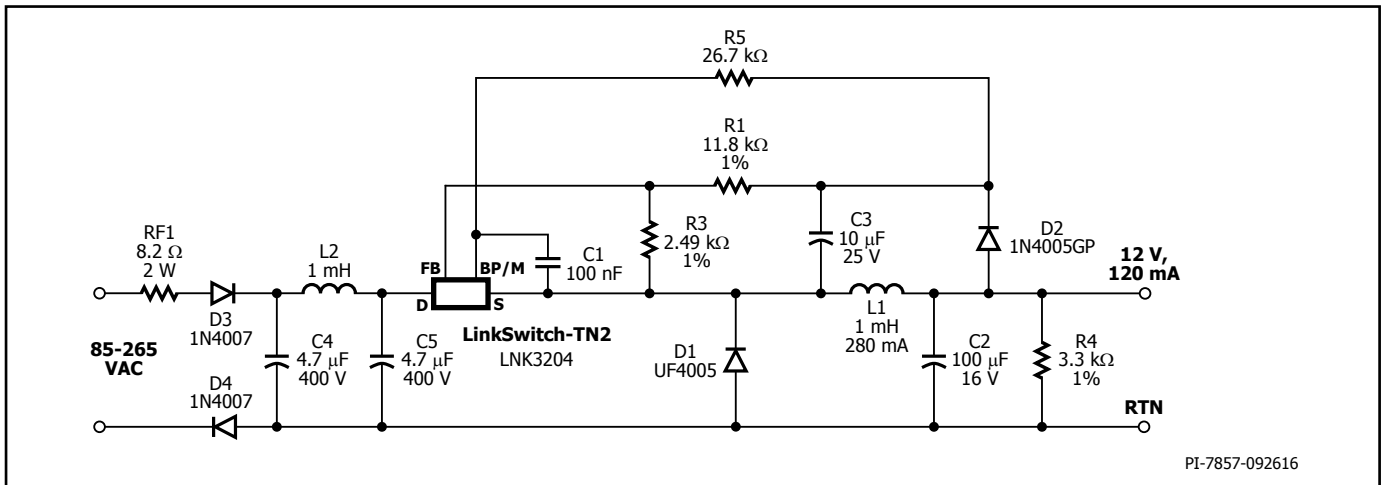 R5
26.7 kΩ
R1
11.8 kΩ
1%
R3
2.49 kΩ
1%
C3
10 μF
25 V
D2
1N4005GP
RF1
8.2 Ω
2 W
L2
1 mH
FB
BP/M
C1
100 nF
12 V,
120 mA
D
S
D3
1N4007
LinkSwitch-TN2
LNK3204
L1
1 mH
280 mA
85-265
VAC
C4
4.7 μF
400 V
C5
4.7 μF
400 V
D1
UF4005
C2
100 μF
16 V
R4
3.3 kΩ
1%
D4
1N4007
RTN
PI-7857-092616